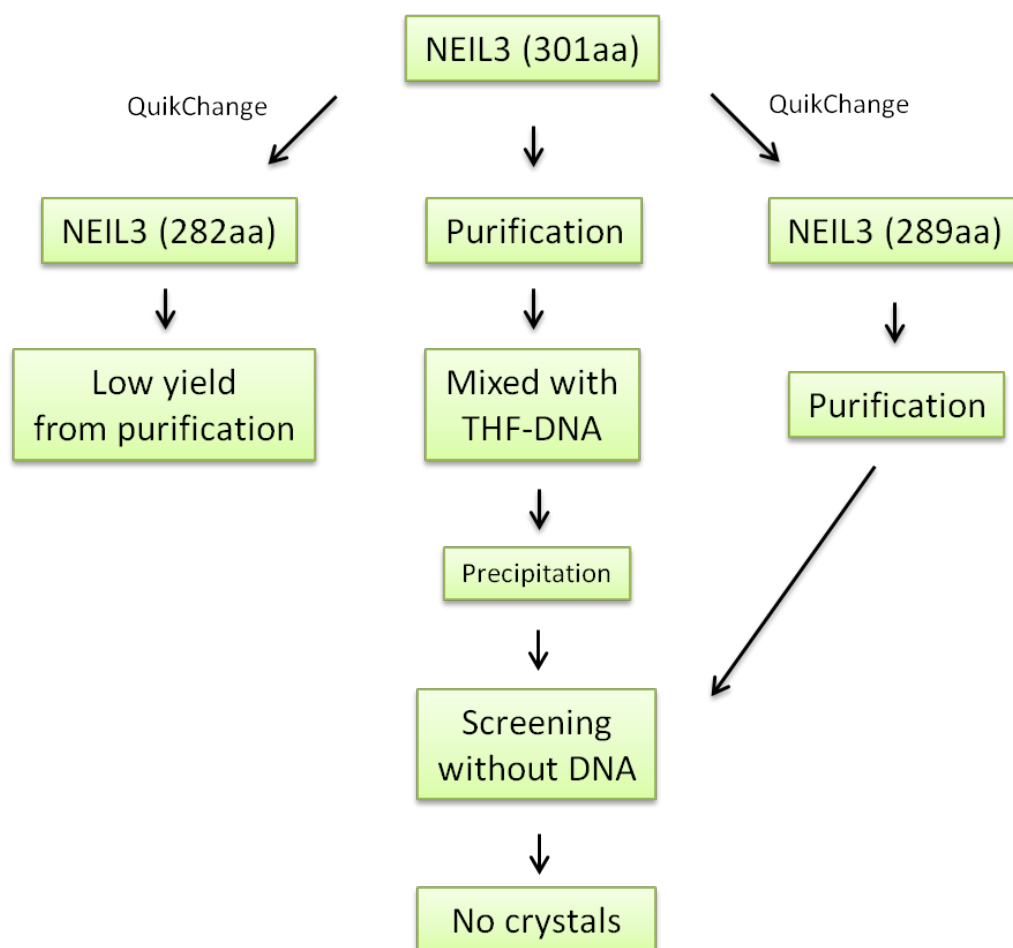 NEIL3 (301aa)
QuikChange
QuikChange
NEIL3 (282aa)
Purification
NEIL3 (289aa)
Low yield
from purification
Mixed with
THF-DNA
Purification
Precipitation
Screening
without DNA
No crystals